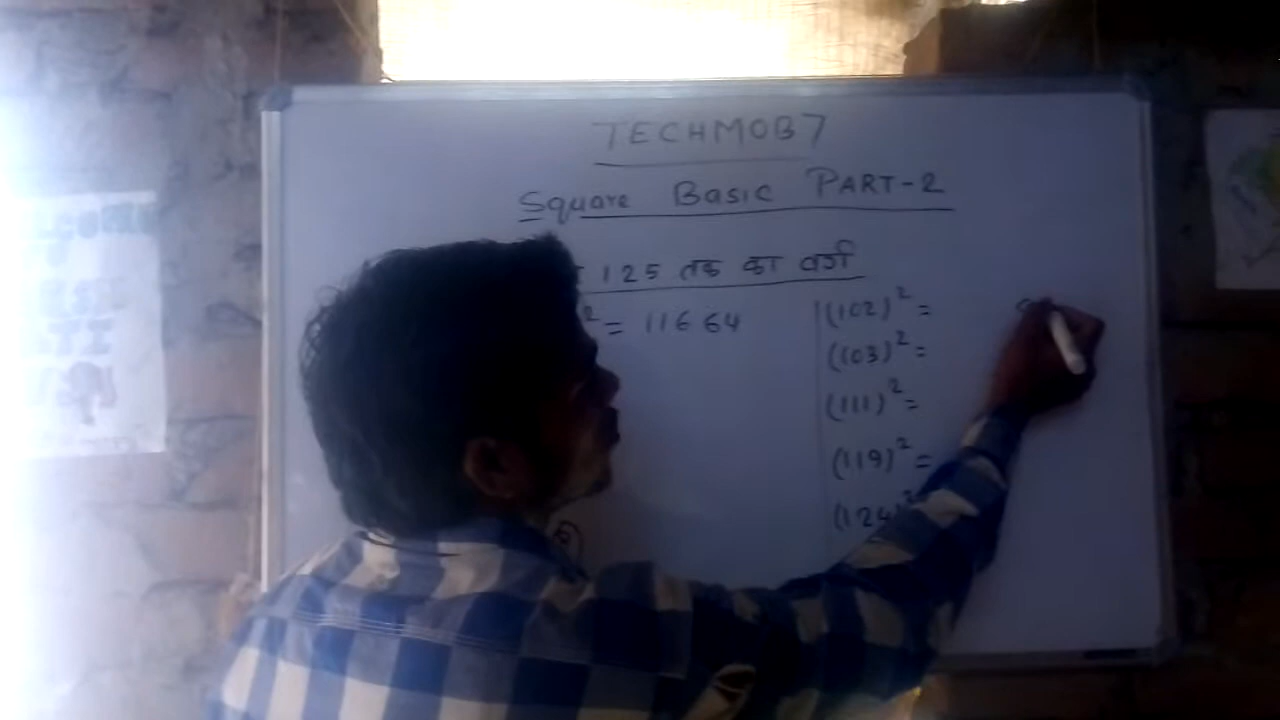 TECHMOB7
Square Basic PART-2
125 तक का वर्ग
² = 11664
(102)² =
(103)² =
(111)² =
(119)² =
(124)²